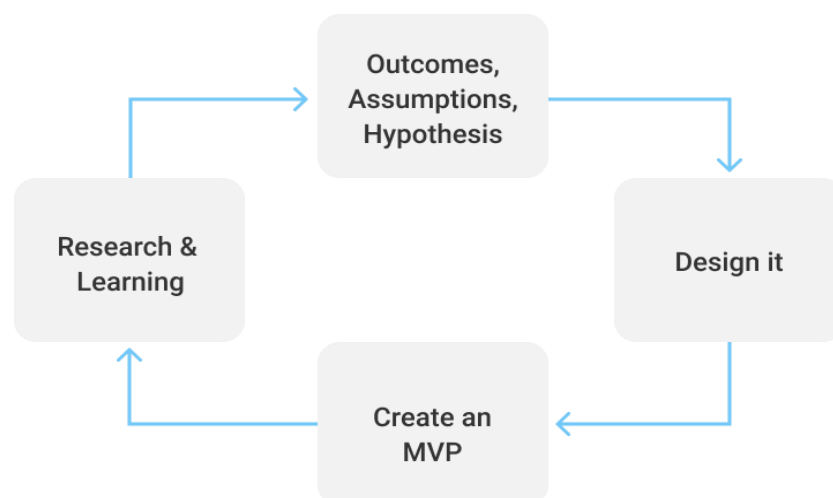 Outcomes,
Assumptions,
Hypothesis
Research &
Learning
Design it
Create an
MVP